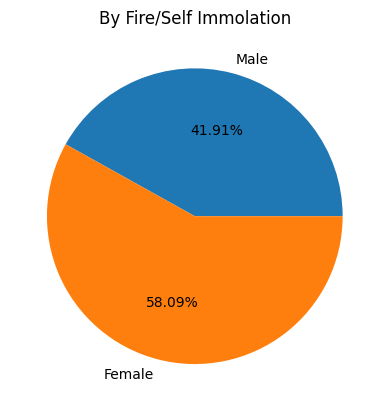 By Fire/Self Immolation
Male
41.91%
58.09%
Female